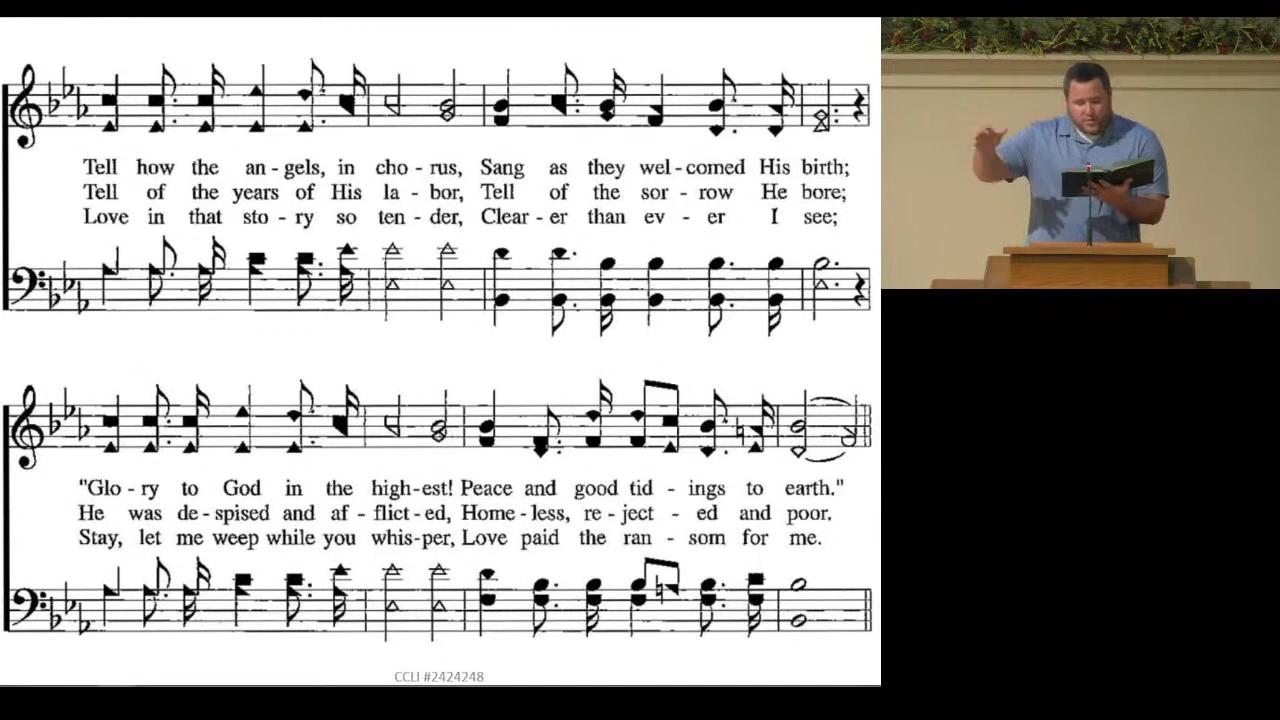 Tell how the an - gels, in cho - rus, Sang as they wel - comed His birth;
Tell of the years of His la - bor, Tell of the sor - row He bore;
Love in that sto - ry so ten - der, Clear - er than ev - er I see;
"Glo - ry to God in the high - est! Peace and good tid - ings to earth."
He was de - spised and af - flict - ed, Home - less, re - ject - ed and poor.
Stay, let me weep while you whis - per, Love paid the ran - som for me.
CCLI #2424248